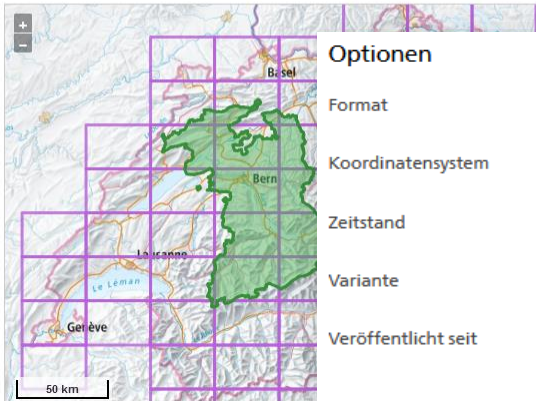 +
−
Basel
Bern
Lausanne
Le Léman
Genève
50 km
Optionen
Format
Koordinatensystem
Zeitstand
Variante
Veröffentlicht seit